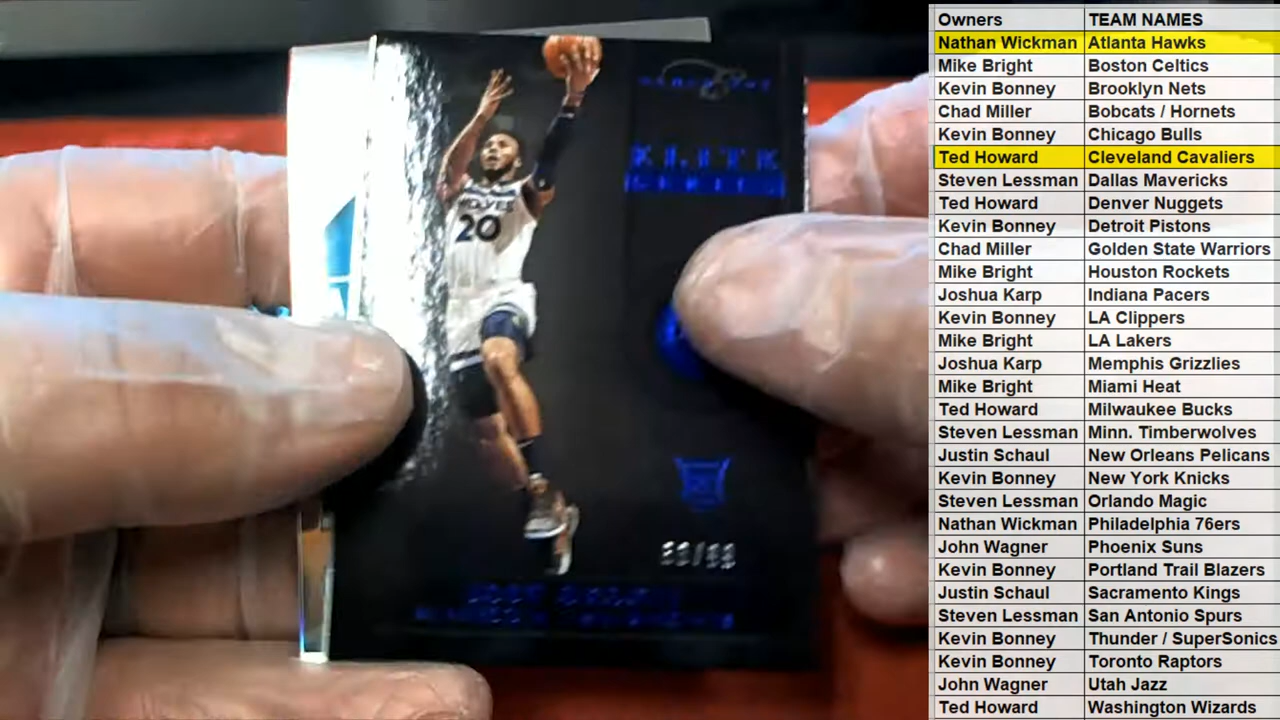 WOLVES
20
ELITE
SERIES
RC
Owners TEAM NAMES
Nathan Wickman Atlanta Hawks
Mike Bright Boston Celtics
Kevin Bonney Brooklyn Nets
Chad Miller Bobcats / Hornets
Kevin Bonney Chicago Bulls
Ted Howard Cleveland Cavaliers
Steven Lessman Dallas Mavericks
Ted Howard Denver Nuggets
Kevin Bonney Detroit Pistons
Chad Miller Golden State Warriors
Mike Bright Houston Rockets
Joshua Karp Indiana Pacers
Kevin Bonney LA Clippers
Mike Bright LA Lakers
Joshua Karp Memphis Grizzlies
Mike Bright Miami Heat
Ted Howard Milwaukee Bucks
Steven Lessman Minn. Timberwolves
Justin Schaul New Orleans Pelicans
Kevin Bonney New York Knicks
Steven Lessman Orlando Magic
Nathan Wickman Philadelphia 76ers
John Wagner Phoenix Suns
Kevin Bonney Portland Trail Blazers
Justin Schaul Sacramento Kings
Steven Lessman San Antonio Spurs
Kevin Bonney Thunder / SuperSonics
Kevin Bonney Toronto Raptors
John Wagner Utah Jazz
Ted Howard Washington Wizards